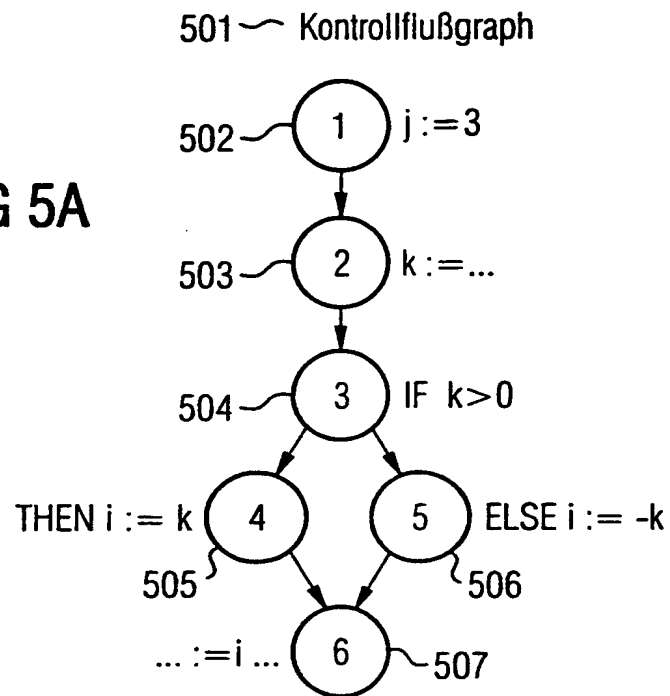 501 Kontrollflußgraph
502 1 j :=3
G 5A
503 2 k :=...
504 3 IF k>0
THEN i := k 4 5 ELSE i := -k
505 506
... :=i ... 6 507